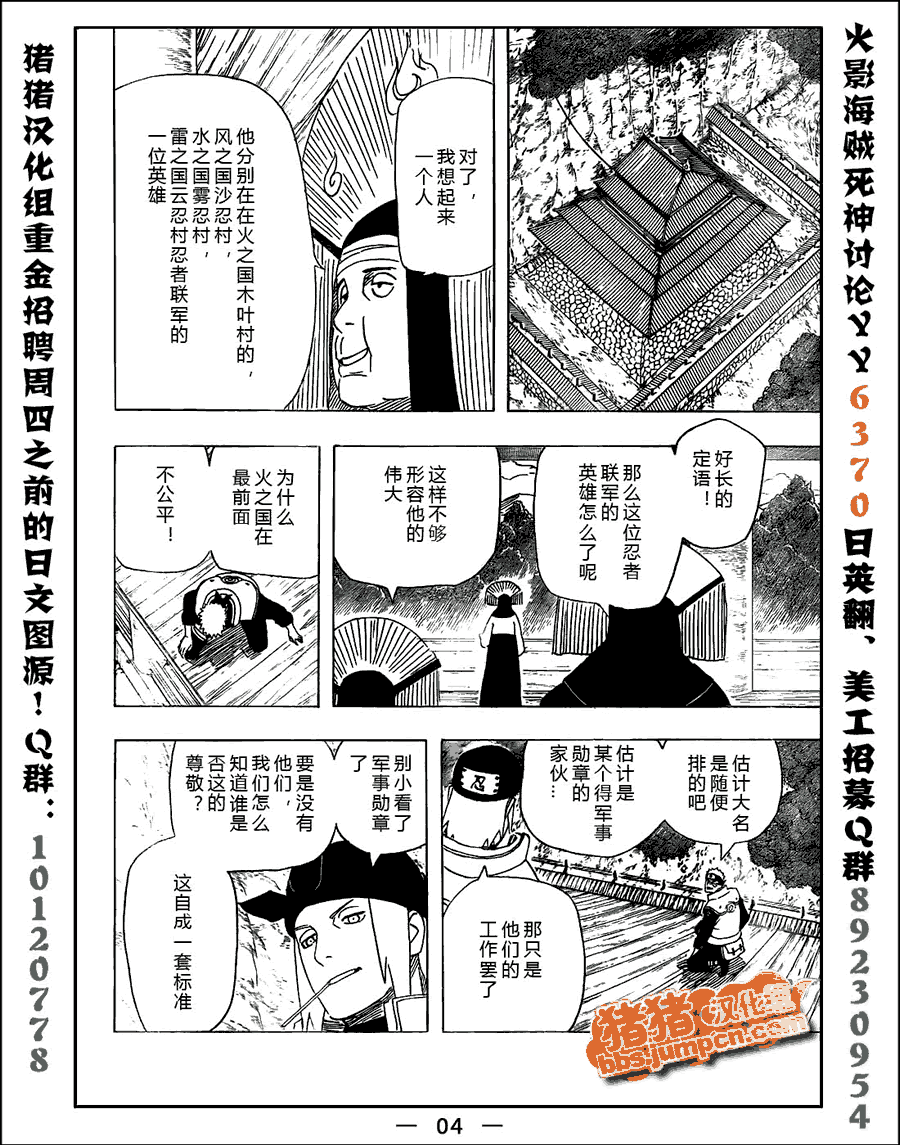 火影海贼死神讨论YY6370日英翻、美工招募Q群89230954
对了，
我想起来
一个人
他分别在在火之国木叶村的，
风之国沙忍村，
水之国雾忍村，
雷之国云忍村忍者联军的
一位英雄
好长的
定语！
那么这位忍者
联军的
英雄怎么了呢
这样不够
形容他的
伟大
为什么
火之国在
最前面
不公平！
估计大名
是随便
排的吧
估计是
某个得军事
勋章的
家伙…
忍
那只是
他们的
工作罢了
别小看了
军事勋章
了
要是没有
他们，
我们怎么
知道谁是
否这的
尊敬？
这自成一套标准
猪猪汉化组
bbs.jumpcn.com
猪猪汉化组重金招聘周四之前的日文图源！Q群：10120778
— 04 —